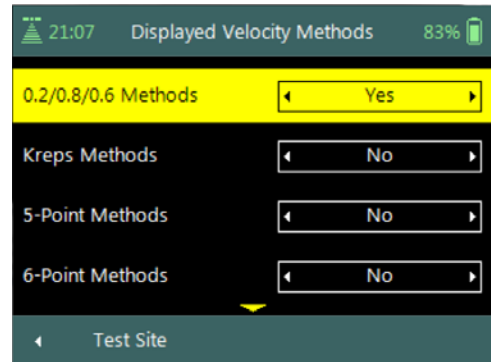 21:07 Displayed Velocity Methods 83%
0.2/0.8/0.6 Methods Yes
Kreps Methods No
5-Point Methods No
6-Point Methods No
Test Site